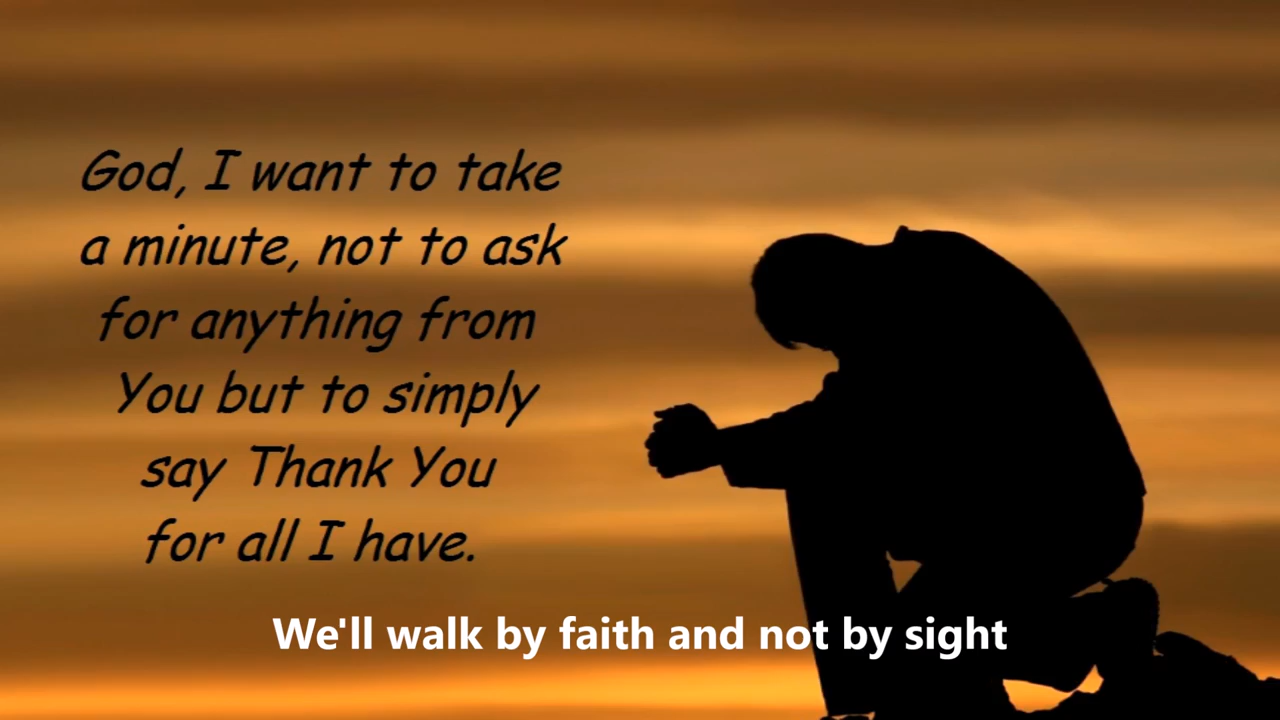 God, I want to take
a minute, not to ask
for anything from
You but to simply
say Thank You
for all I have.
We'll walk by faith and not by sight